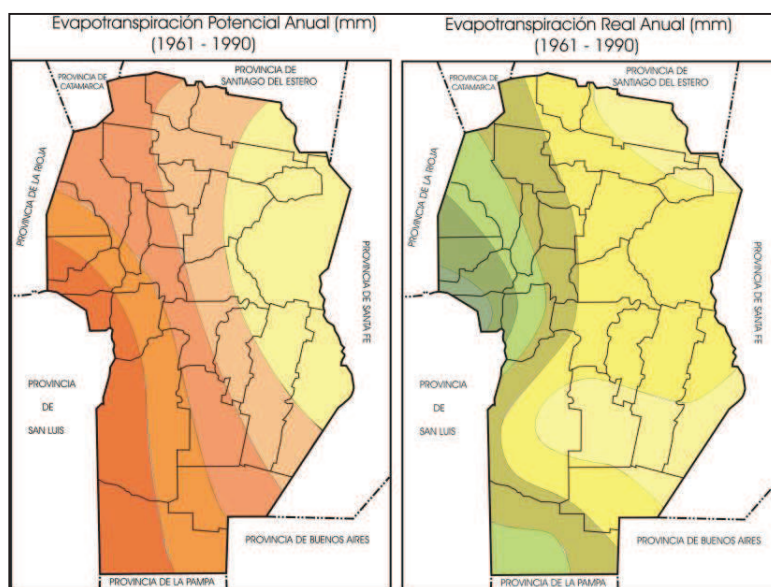 Evapotranspiración Potencial Anual (mm)
(1961 - 1990)
PROVINCIA DE
CATAMARCA
PROVINCIA DE
SANTIAGO DEL ESTERO
PROVINCIA DE LA RIOJA
PROVINCIA DE SANTA FE
PROVINCIA
DE
SAN LUIS
PROVINCIA DE BUENOS AIRES
PROVINCIA DE LA PAMPA
Evapotranspiración Real Anual (mm)
(1961 - 1990)
PROVINCIA DE
CATAMARCA
PROVINCIA DE
SANTIAGO DEL ESTERO
PROVINCIA DE LA RIOJA
PROVINCIA DE SANTA FE
PROVINCIA
DE
SAN LUIS
PROVINCIA DE BUENOS AIRES
PROVINCIA DE LA PAMPA